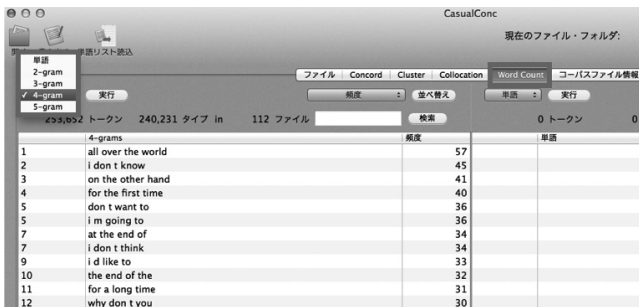 CasualConc
現在のファイル・フォルダ:
単語リスト読込
単語
2-gram
3-gram
✓ 4-gram
5-gram
ファイル Concord Cluster Collocation Word Count コーパスファイル情報
実行 頻度 並べ替え 単語 実行
253,652 トークン 240,231 タイプ in 112 ファイル 検索 0 トークン 0
4-grams 頻度 単語
1 all over the world 57
2 i don t know 45
3 on the other hand 41
4 for the first time 40
5 don t want to 36
5 i m going to 36
7 at the end of 34
7 i don t think 34
9 i d like to 33
10 the end of the 32
11 for a long time 31
12 why don t you 30